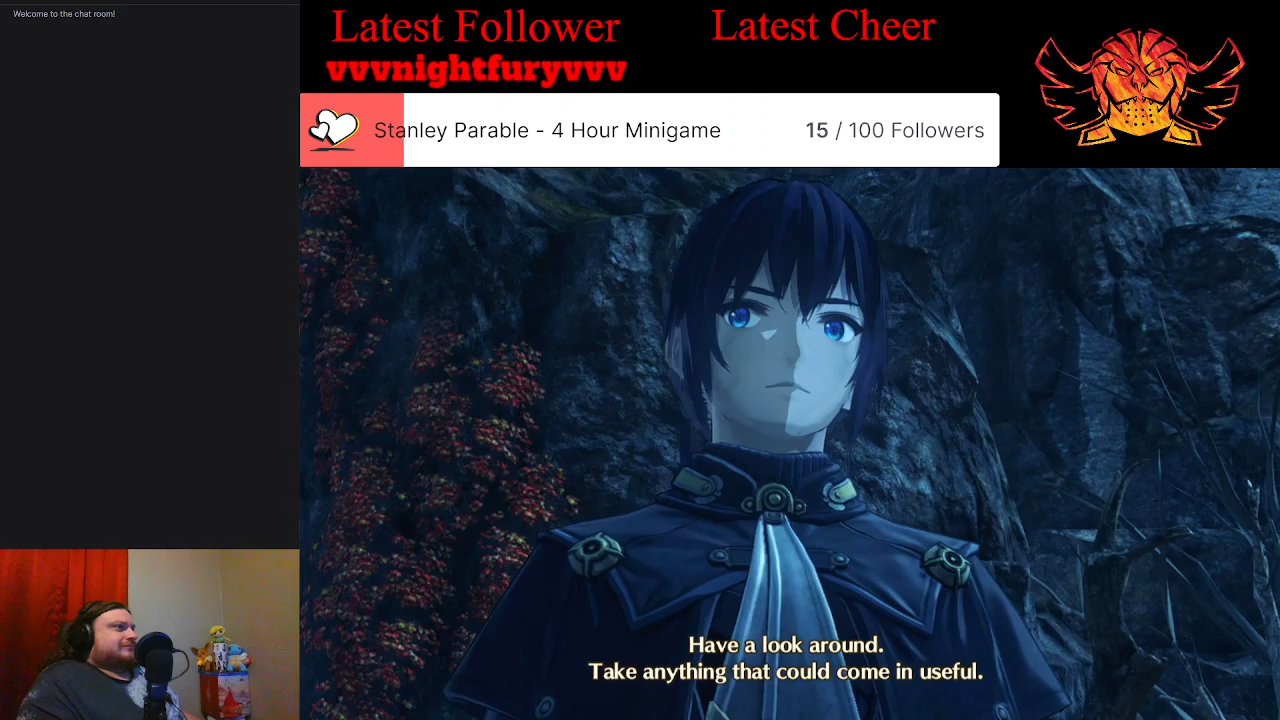 Welcome to the chat room!
Latest Follower
vvvnightfuryvvv
Latest Cheer
Stanley Parable - 4 Hour Minigame
15 / 100 Followers
Have a look around.
Take anything that could come in useful.